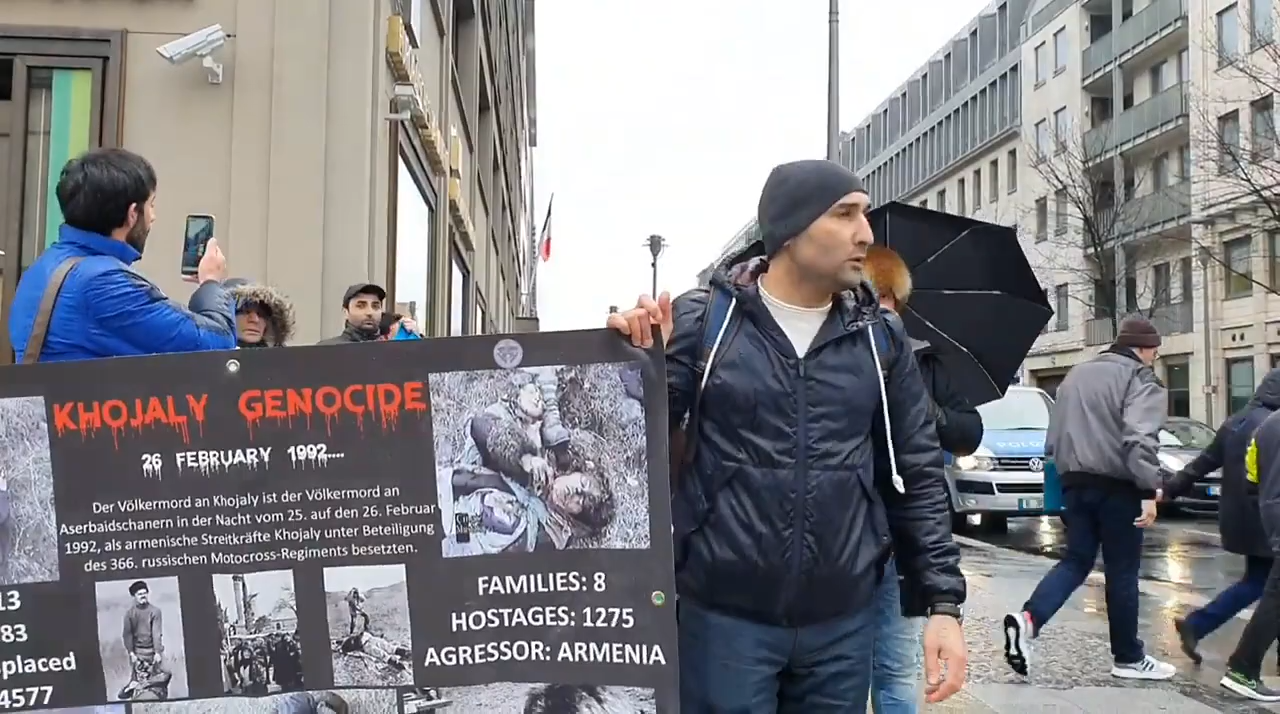 KHOJALY GENOCIDE
26 FEBRUARY 1992....
Der Völkermord an Khojaly ist der Völkermord an
Aserbaidschanern in der Nacht vom 25. auf den 26. Februar
1992, als armenische Streitkräfte Khojaly unter Beteiligung
des 366. russischen Motocross-Regiments besetzten.
13
83
splaced
4577
FAMILIES: 8
HOSTAGES: 1275
AGRESSOR: ARMENIA
POLIZEI